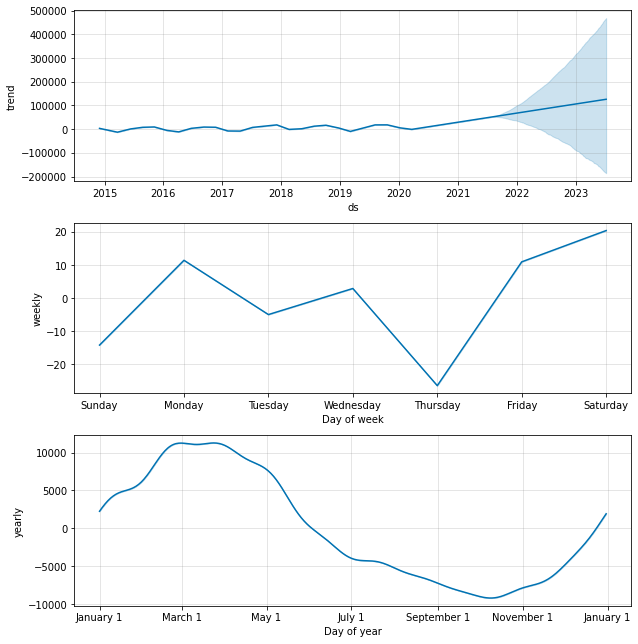 500000
400000
300000
200000
100000
0
−100000
−200000
trend
2015 2016 2017 2018 2019 2020 2021 2022 2023
ds
20
10
0
−10
−20
weekly
Sunday Monday Tuesday Wednesday Thursday Friday Saturday
Day of week
10000
5000
0
−5000
−10000
yearly
January 1 March 1 May 1 July 1 September 1 November 1 January 1
Day of year